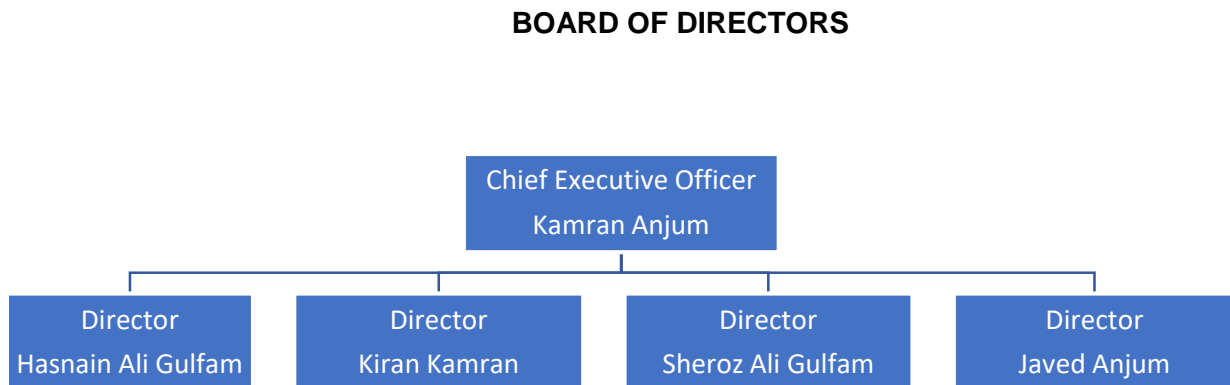 BOARD OF DIRECTORS
Chief Executive Officer
Kamran Anjum
Director
Hasnain Ali Gulfam
Director
Kiran Kamran
Director
Sheroz Ali Gulfam
Director
Javed Anjum